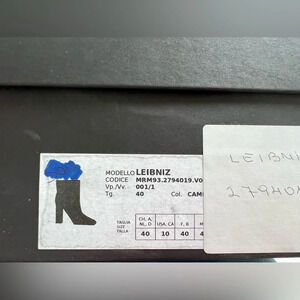 MODELLO LEIBNIZ
CODICE MRM93.2794019.V0
Vp./Vv. 001/1
Tg. 40 Col. CAM
TAGLIA
SIZE
TALLA
CH, A, NL, D
USA, CA
F, B
40 10 40
LEIBNI
279401